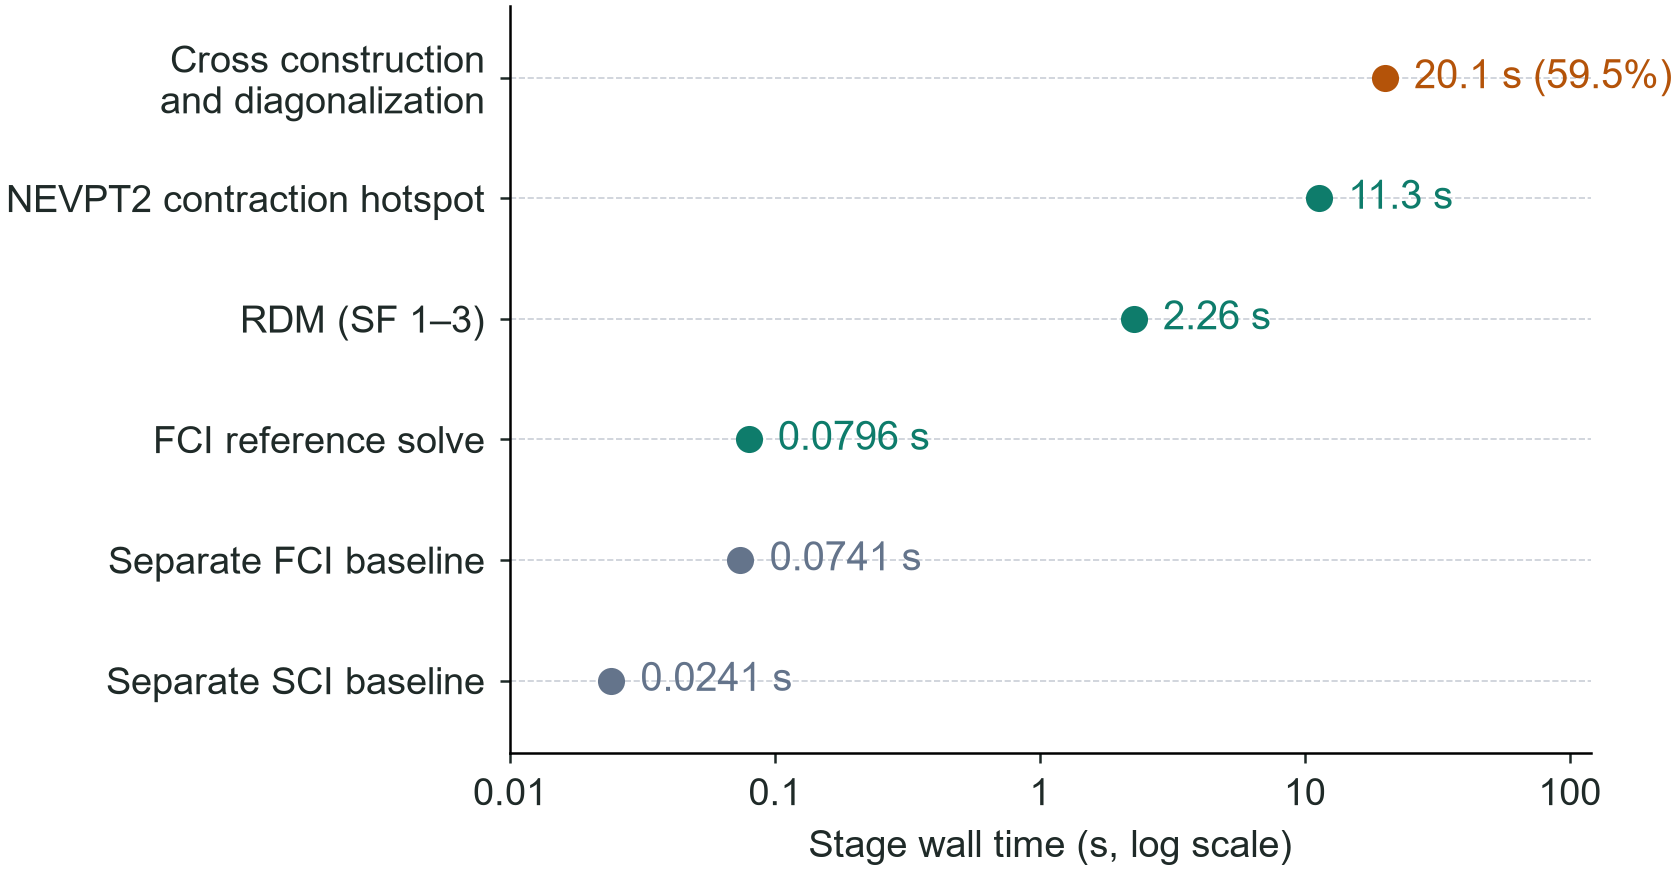 Cross construction
and diagonalization
20.1 s (59.5%)
NEVPT2 contraction hotspot
11.3 s
RDM (SF 1–3)
2.26 s
FCI reference solve
0.0796 s
Separate FCI baseline
0.0741 s
Separate SCI baseline
0.0241 s
0.01 0.1 1 10 100
Stage wall time (s, log scale)